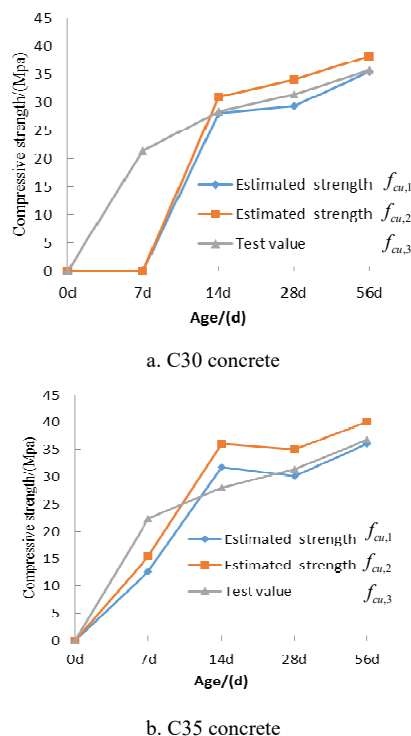 45
40
35
30
25
20
15
10
5
0
Compressive strength/(Mpa)
Estimated strength fcu,1
Estimated strength fcu,2
Test value fcu,3
0d 7d 14d 28d 56d
Age/(d)
a. C30 concrete
45
40
35
30
25
20
15
10
5
0
Compressive strength/(Mpa)
Estimated strength fcu,1
Estimated strength fcu,2
Test value fcu,3
0d 7d 14d 28d 56d
Age/(d)
b. C35 concrete